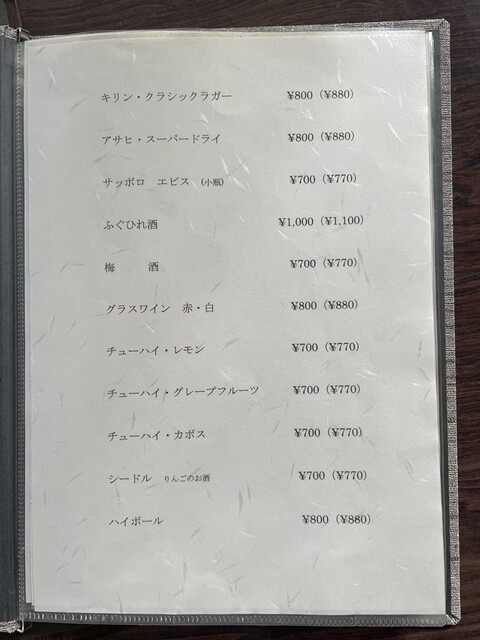 キリン・クラシックラガー ¥800（¥880）
アサヒ・スーパードライ ¥800（¥880）
サッポロ　エビス （小瓶） ¥700（¥770）
ふぐひれ酒 ¥1,000（¥1,100）
梅　　酒 ¥700（¥770）
グラスワイン　赤・白 ¥800（¥880）
チューハイ・レモン ¥700（¥770）
チューハイ・グレープフルーツ ¥700（¥770）
チューハイ・カボス ¥700（¥770）
シードル　りんごのお酒 ¥700（¥770）
ハイボール ¥800（¥880）